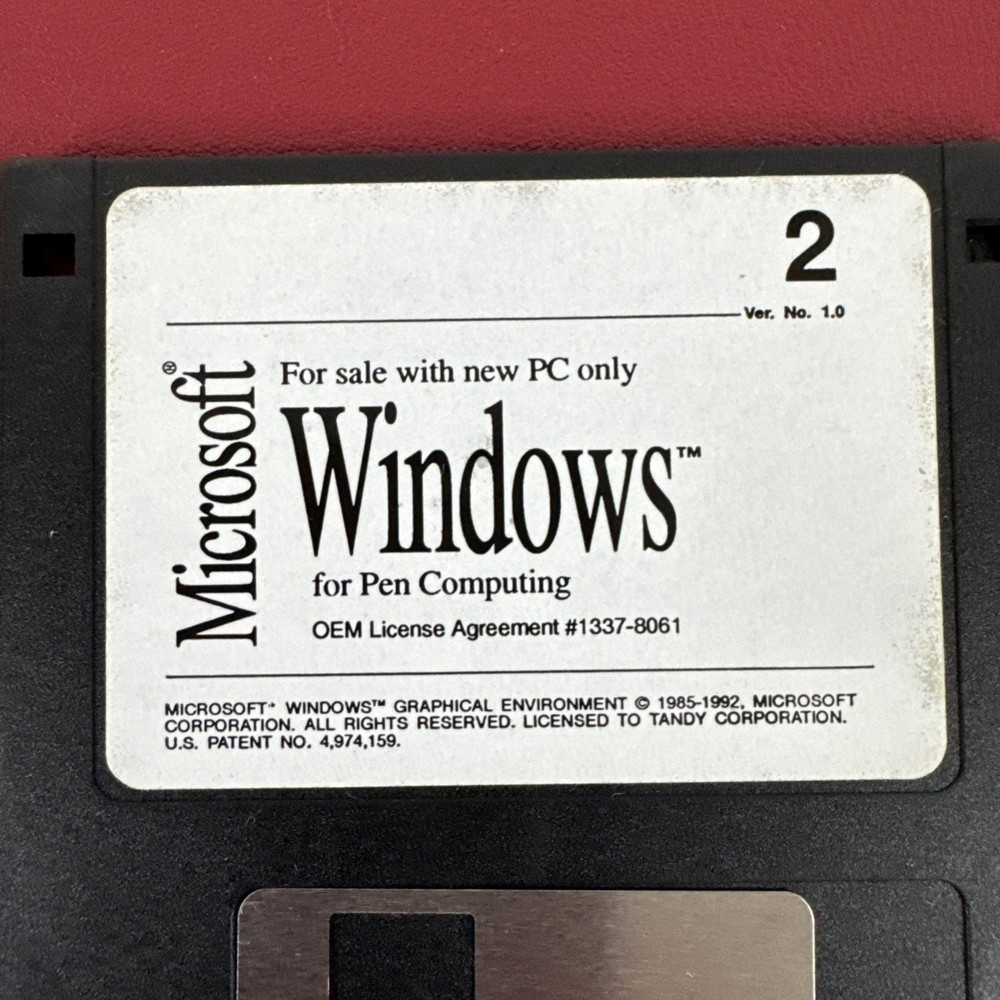 2
Ver. No. 1.0
Microsoft®
For sale with new PC only
Windows™
for Pen Computing
OEM License Agreement #1337-8061
MICROSOFT® WINDOWS™ GRAPHICAL ENVIRONMENT © 1985-1992, MICROSOFT
CORPORATION. ALL RIGHTS RESERVED. LICENSED TO TANDY CORPORATION.
U.S. PATENT NO. 4,974,159.